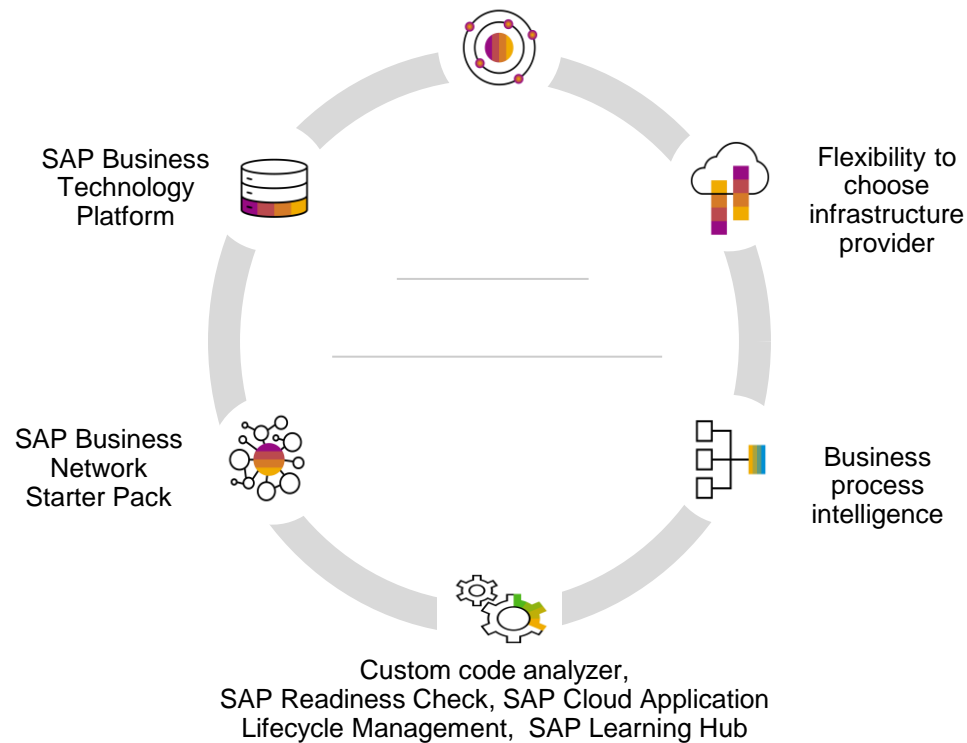 SAP Business
Technology
Platform
Flexibility to
choose
infrastructure
provider
SAP Business
Network
Starter Pack
Business
process
intelligence
Custom code analyzer,
SAP Readiness Check, SAP Cloud Application
Lifecycle Management, SAP Learning Hub